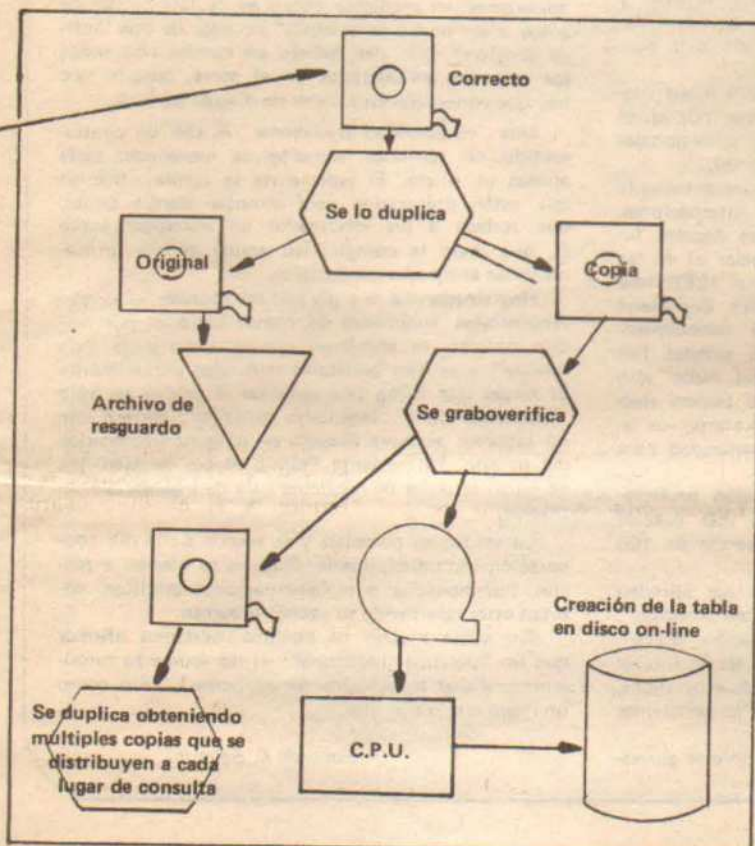 Correcto
Se lo duplica
Original
Copia
Archivo de
resguardo
Se graboverifica
Creación de la tabla
en disco on-line
Se duplica obteniendo
multiples copias que se
distribuyen a cada
lugar de consulta
C.P.U.